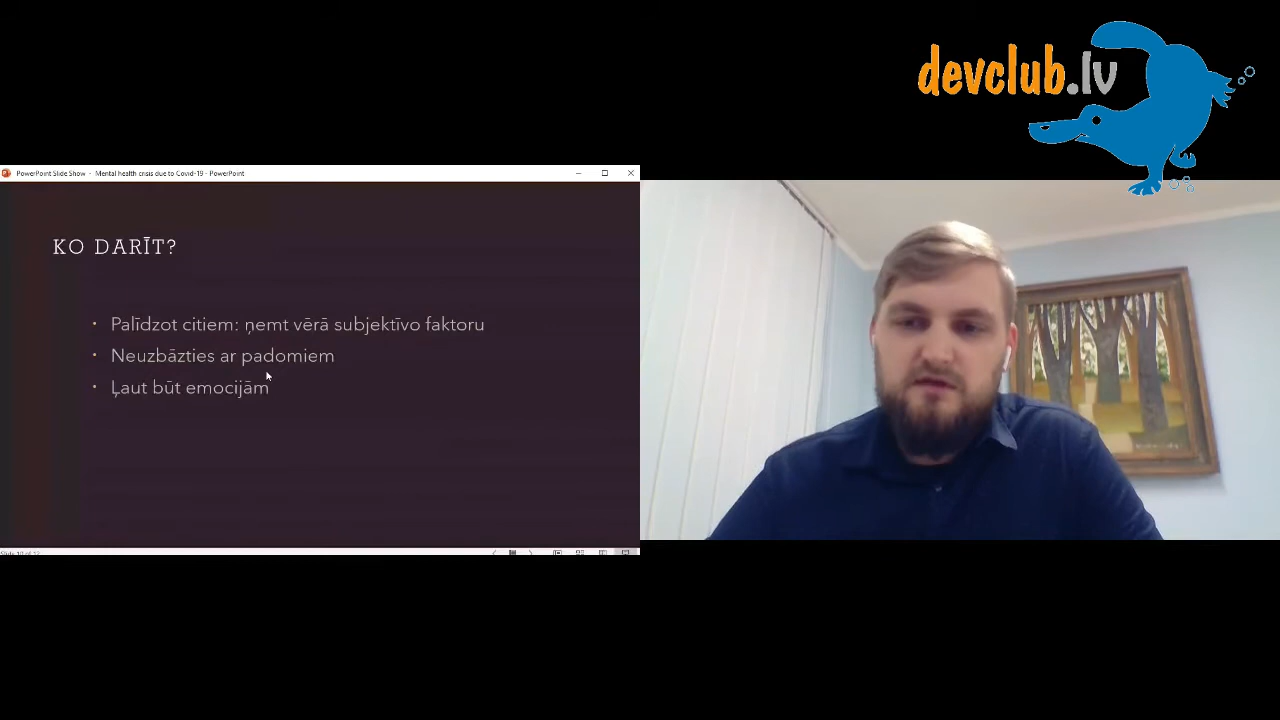 devclub.lv
PowerPoint Slide Show - Mental health crisis due to Covid-19 - PowerPoint
KO DARĪT?
Palīdzot citiem: ņemt vērā subjektīvo faktoru
Neuzbāzties ar padomiem
Ļaut būt emocijām